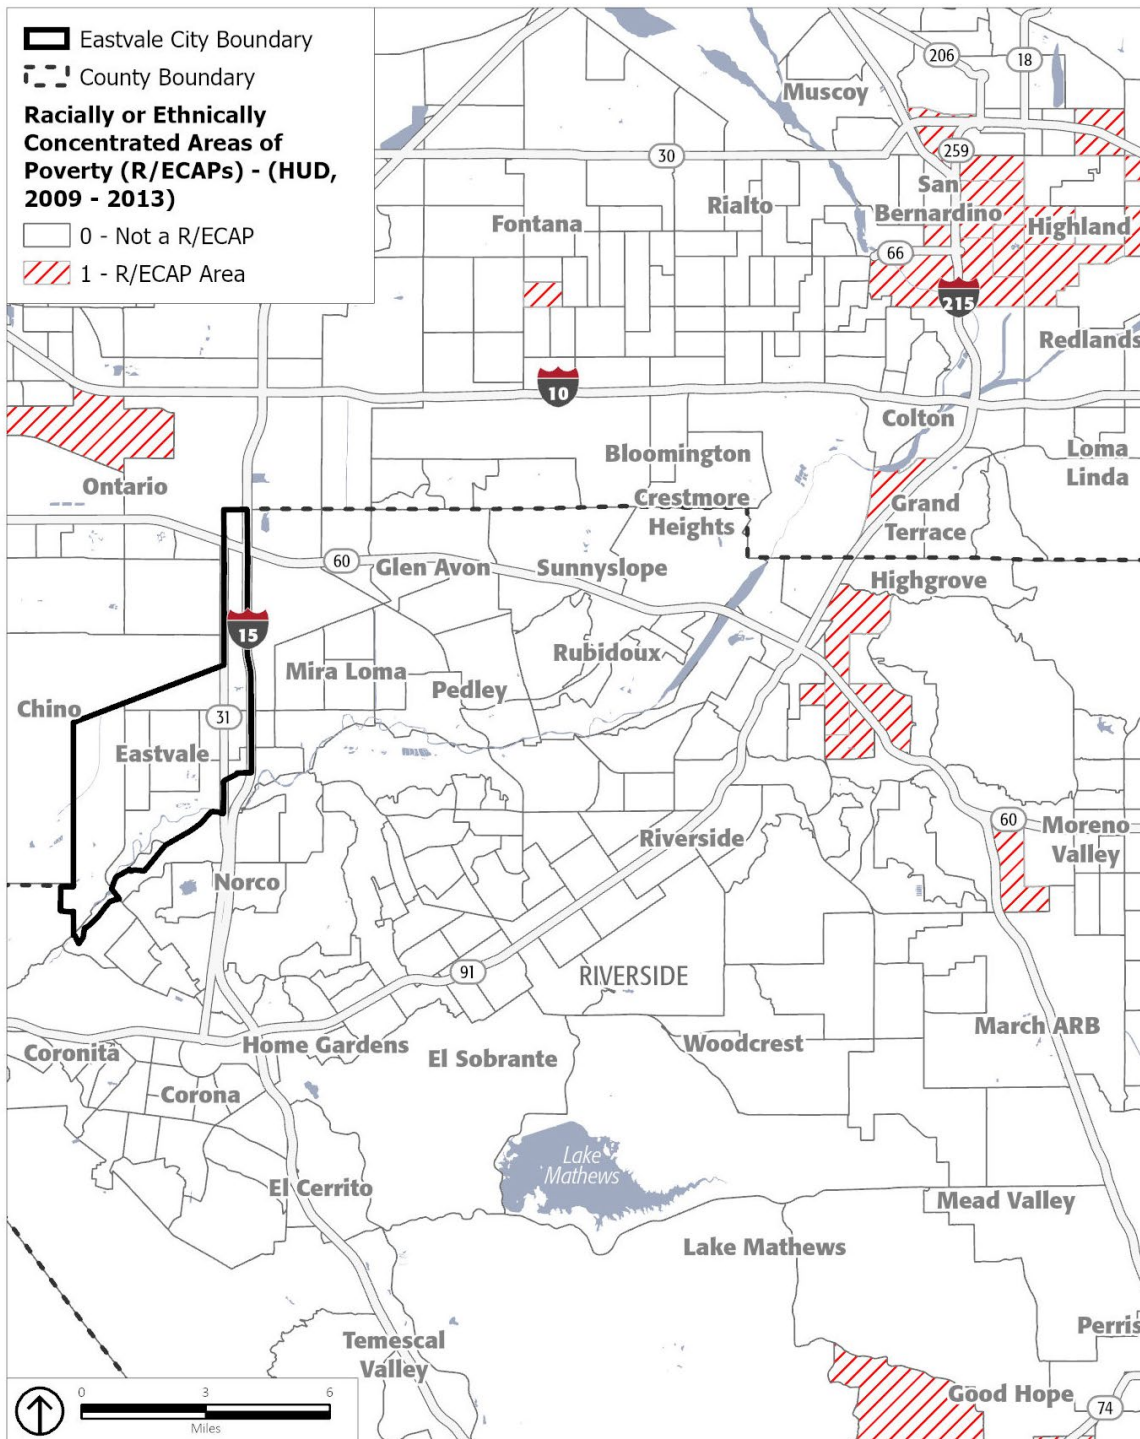 Eastvale City Boundary
County Boundary
Racially or Ethnically
Concentrated Areas of
Poverty (R/ECAPs) - (HUD,
2009 - 2013)
0 - Not a R/ECAP
1 - R/ECAP Area
206
18
Muscoy
30
259
San
Bernardino
Rialto
Fontana
Highland
66
215
Redlands
10
Colton
Bloomington
Loma
Linda
Ontario
Crestmore
Heights
Grand
Terrace
60
Glen Avon
Sunnyslope
Highgrove
15
Rubidoux
Mira Loma
Pedley
Chino
31
Eastvale
60
Moreno
Valley
Riverside
Norco
91
RIVERSIDE
March ARB
Coronita
Home Gardens
El Sobrante
Woodcrest
Corona
Lake
Mathews
El Cerrito
Mead Valley
Lake Mathews
Perris
Temescal
Valley
Good Hope
74
0 3 6
Miles